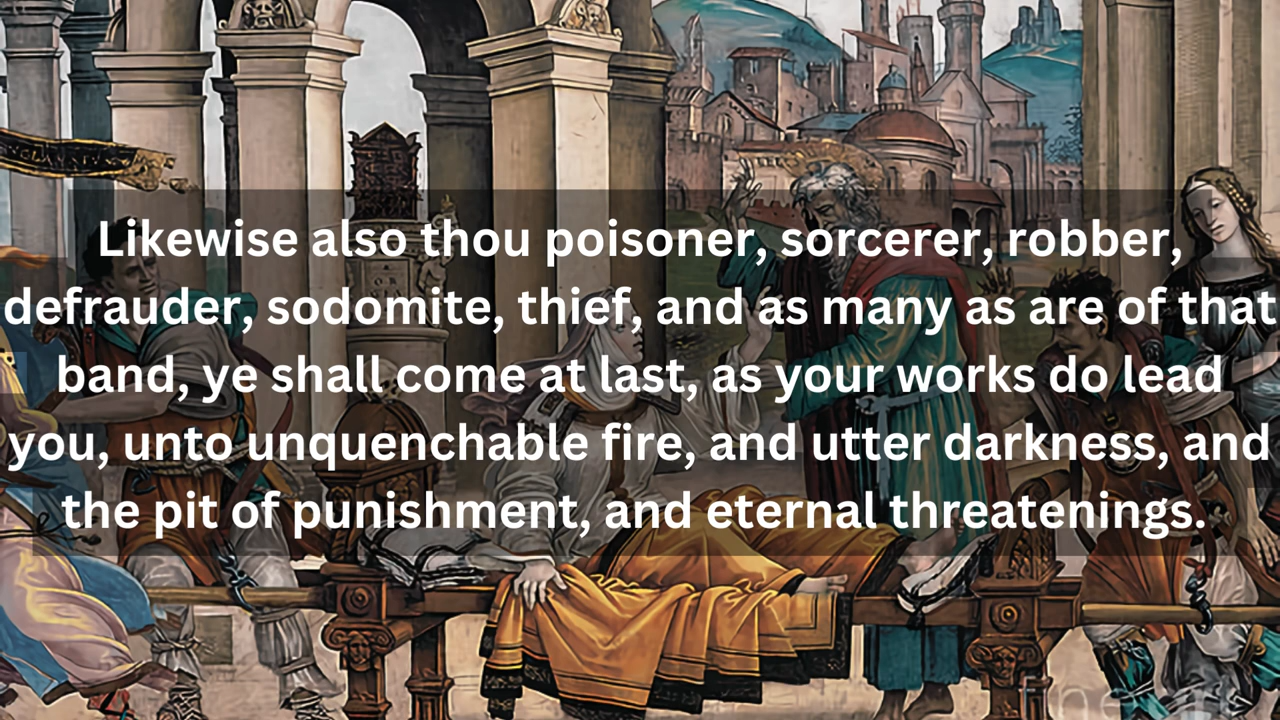 Likewise also thou poisoner, sorcerer, robber,
defrauder, sodomite, thief, and as many as are of that
band, ye shall come at last, as your works do lead
you, unto unquenchable fire, and utter darkness, and
the pit of punishment, and eternal threatenings.